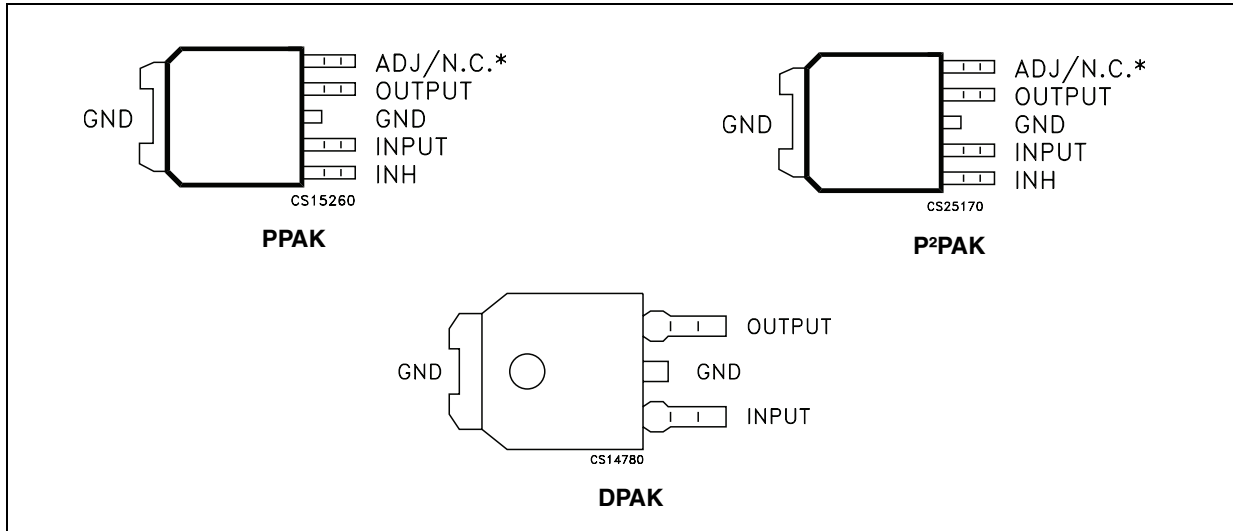 ADJ/N.C.*
OUTPUT
GND
GND
INPUT
INH
CS15260
PPAK
ADJ/N.C.*
OUTPUT
GND
GND
INPUT
INH
CS25170
P²PAK
OUTPUT
GND
GND
INPUT
CS14780
DPAK